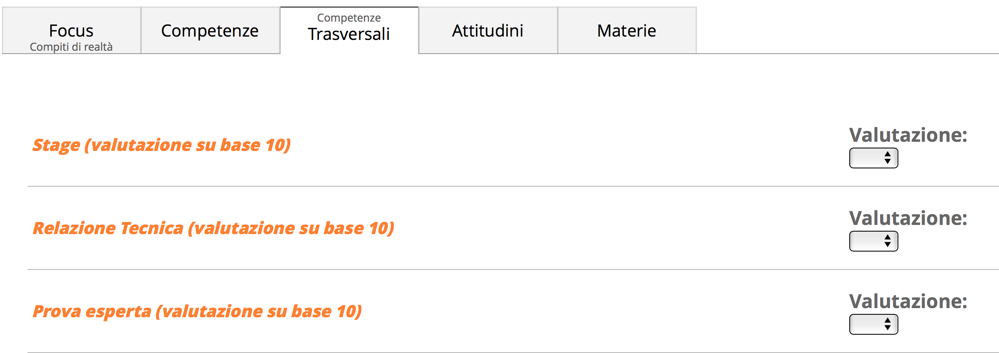 Focus
Compiti di realtà
Competenze
Competenze
Trasversali
Attitudini
Materie
Stage (valutazione su base 10)
Valutazione:
Relazione Tecnica (valutazione su base 10)
Valutazione:
Prova esperta (valutazione su base 10)
Valutazione: